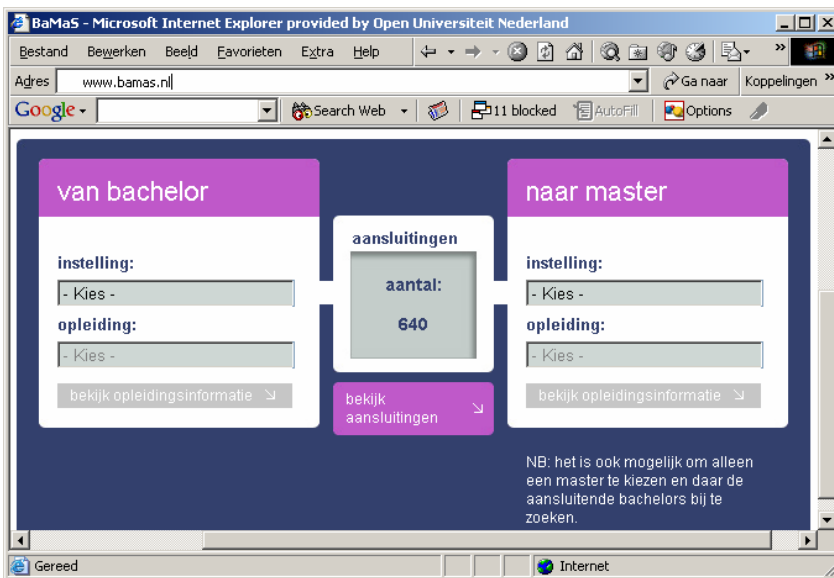 BaMaS - Microsoft Internet Explorer provided by Open Universiteit Nederland
Bestand Bewerken Beeld Favorieten Extra Help »
Adres www.bamas.nl Ga naar Koppelingen »
Google Search Web 11 blocked AutoFill Options
van bachelor
instelling:
- Kies -
opleiding:
- Kies -
bekijk opleidingsinformatie
aansluitingen
aantal:
640
bekijk
aansluitingen
naar master
instelling:
- Kies -
opleiding:
- Kies -
bekijk opleidingsinformatie
NB: het is ook mogelijk om alleen
een master te kiezen en daar de
aansluitende bachelors bij te
zoeken.
Gereed Internet